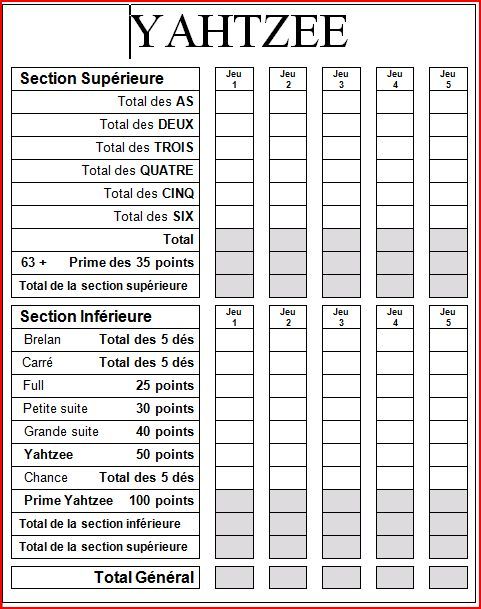 YAHTZEE
Section Supérieure Jeu 1 Jeu 2 Jeu 3 Jeu 4 Jeu 5
Total des AS
Total des DEUX
Total des TROIS
Total des QUATRE
Total des CINQ
Total des SIX
Total
63 + Prime des 35 points
Total de la section supérieure
Section Inférieure Jeu 1 Jeu 2 Jeu 3 Jeu 4 Jeu 5
Brelan Total des 5 dés
Carré Total des 5 dés
Full 25 points
Petite suite 30 points
Grande suite 40 points
Yahtzee 50 points
Chance Total des 5 dés
Prime Yahtzee 100 points
Total de la section inférieure
Total de la section supérieure
Total Général